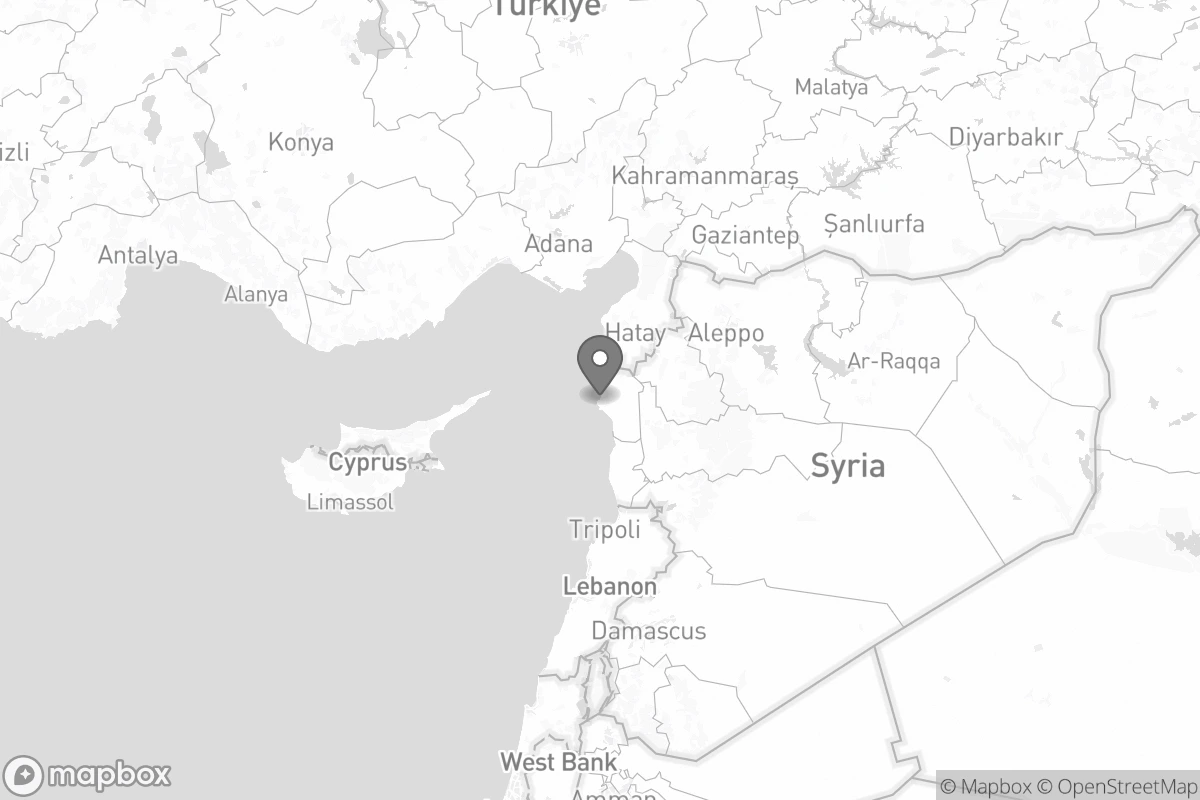 Türkiye
Malatya
Diyarbakır
Konya
izli
Kahramanmaraş
Şanlıurfa
Gaziantep
Adana
Antalya
Alanya
Hatay
Aleppo
Ar-Raqqa
Cyprus
Syria
Limassol
Tripoli
Lebanon
Damascus
West Bank
Amman
mapbox
© Mapbox © OpenStreetMap